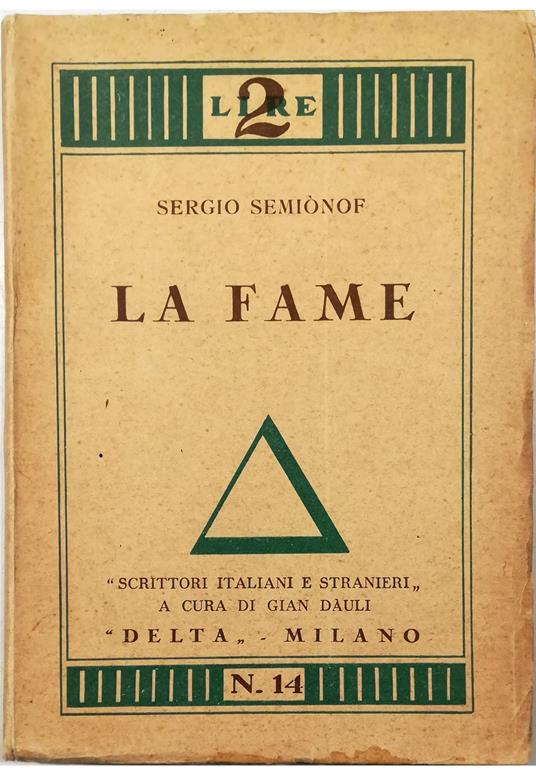 LIRE 2
SERGIO SEMIÒNOF
LA FAME
“SCRITTORI ITALIANI E STRANIERI„
A CURA DI GIAN DÀULI
“DELTA„ - MILANO
N. 14